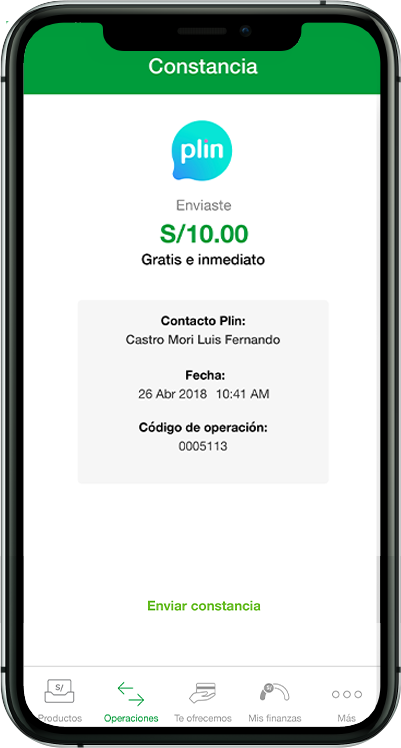 Constancia
plin
Enviaste
S/10.00
Gratis e inmediato
Contacto Plin:
Castro Mori Luis Fernando
Fecha:
26 Abr 2018 10:41 AM
Código de operación:
0005113
Enviar constancia
S/
Productos
Operaciones
Te ofrecemos
Mis finanzas
Más